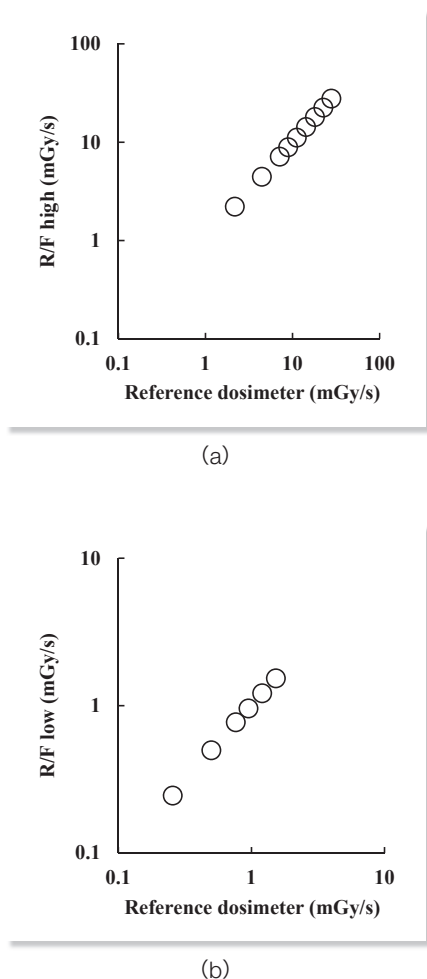 100
10
1
0.1
R/F high (mGy/s)
0.1 1 10 100
Reference dosimeter (mGy/s)
(a)
10
1
0.1
R/F low (mGy/s)
0.1 1 10
Reference dosimeter (mGy/s)
(b)